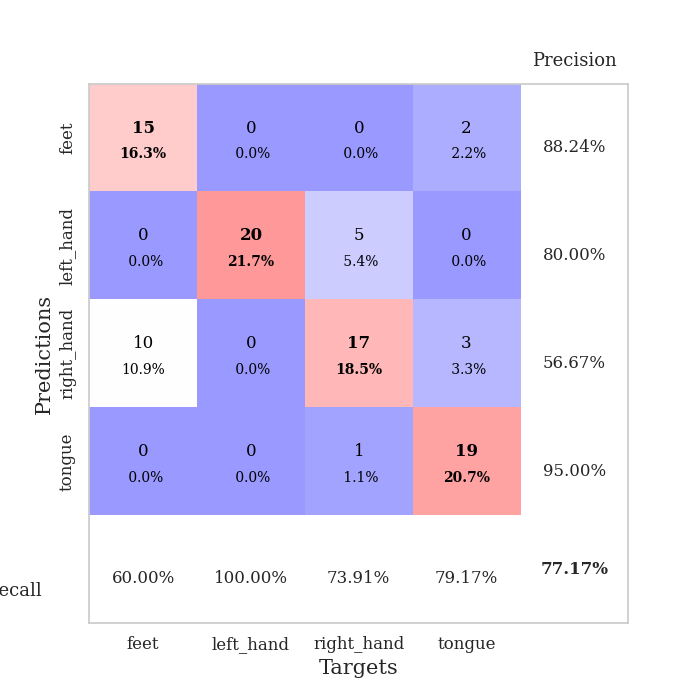 Precision
feet 15 0 0 2 88.24%
16.3% 0.0% 0.0% 2.2%
left_hand 0 20 5 0 80.00%
0.0% 21.7% 5.4% 0.0%
right_hand 10 0 17 3 56.67%
10.9% 0.0% 18.5% 3.3%
tongue 0 0 1 19 95.00%
0.0% 0.0% 1.1% 20.7%
Predictions
ecall 60.00% 100.00% 73.91% 79.17% 77.17%
feet left_hand right_hand tongue
Targets